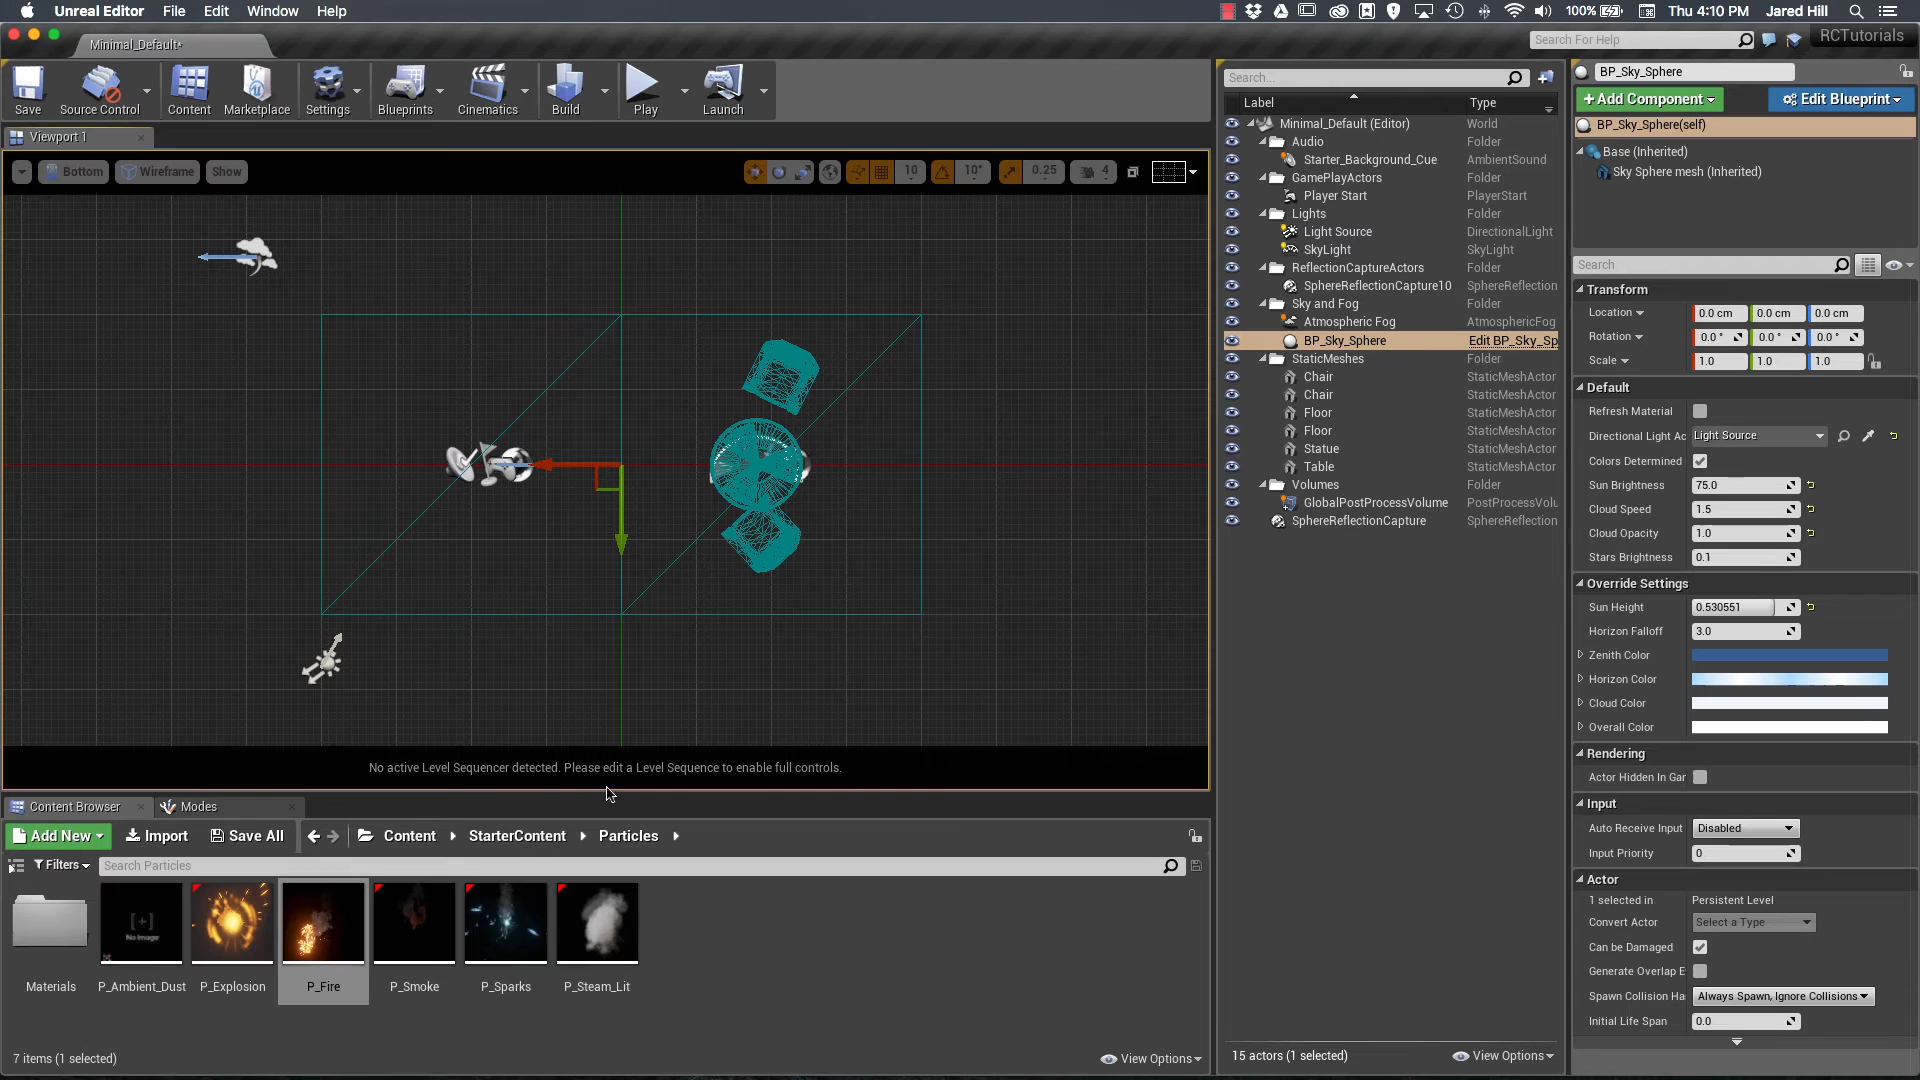 Unreal Editor File Edit Window Help
100% Thu 4:10 PM Jared Hill
Minimal_Default*
Search For Help
RCTutorials
Save Source Control Content Marketplace Settings Blueprints Cinematics Build Play Launch
Viewport 1
Bottom Wireframe Show 10 10° 0.25 4
No active Level Sequencer detected. Please edit a Level Sequence to enable full controls.
Content Browser Modes
Add New Import Save All Content StarterContent Particles
Filters Search Particles
[+]
No Image
Materials P_Ambient_Dust P_Explosion P_Fire P_Smoke P_Sparks P_Steam_Lit
7 items (1 selected) View Options
Search...
Label Type
Minimal_Default (Editor) World
Audio Folder
Starter_Background_Cue AmbientSound
GamePlayActors Folder
Player Start PlayerStart
Lights Folder
Light Source DirectionalLight
SkyLight SkyLight
ReflectionCaptureActors Folder
SphereReflectionCapture10 SphereReflection
Sky and Fog Folder
Atmospheric Fog AtmosphericFog
BP_Sky_Sphere Edit BP_Sky_Sp
StaticMeshes Folder
Chair StaticMeshActor
Chair StaticMeshActor
Floor StaticMeshActor
Floor StaticMeshActor
Statue StaticMeshActor
Table StaticMeshActor
Volumes Folder
GlobalPostProcessVolume PostProcessVolu
SphereReflectionCapture SphereReflection
15 actors (1 selected) View Options
BP_Sky_Sphere
+Add Component Edit Blueprint
BP_Sky_Sphere(self)
Base (Inherited)
Sky Sphere mesh (Inherited)
Search
Transform
Location 0.0 cm 0.0 cm 0.0 cm
Rotation 0.0 ° 0.0 ° 0.0 °
Scale 1.0 1.0 1.0
Default
Refresh Material
Directional Light Ac Light Source
Colors Determined
Sun Brightness 75.0
Cloud Speed 1.5
Cloud Opacity 1.0
Stars Brightness 0.1
Override Settings
Sun Height 0.530551
Horizon Falloff 3.0
Zenith Color
Horizon Color
Cloud Color
Overall Color
Rendering
Actor Hidden In Gar
Input
Auto Receive Input Disabled
Input Priority 0
Actor
1 selected in Persistent Level
Convert Actor Select a Type
Can be Damaged
Generate Overlap E
Spawn Collision Ha Always Spawn, Ignore Collisions
Initial Life Span 0.0